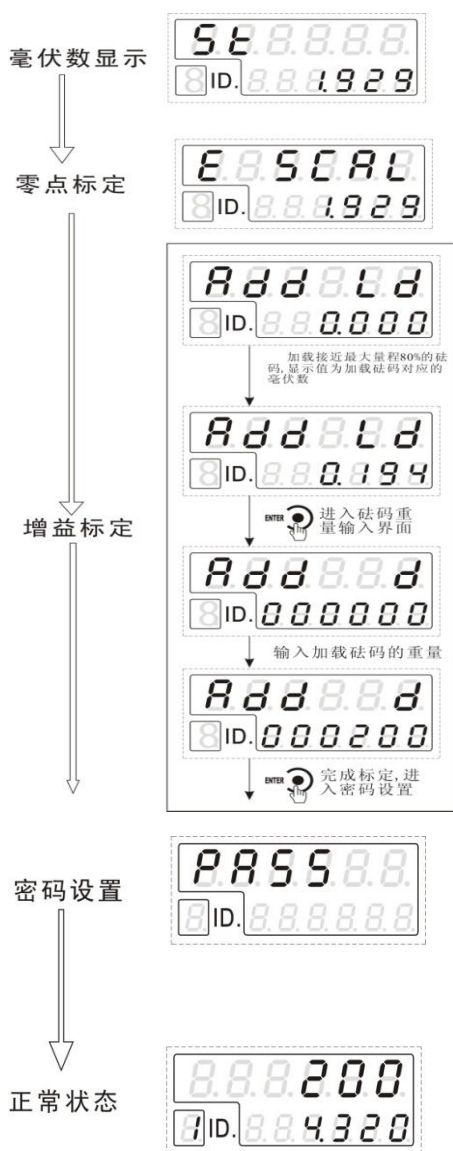 毫伏数显示
St
ID. 1.929
零点标定
E SCAL
ID. 1.929
Add Ld
ID. 0.000
加载接近最大量程80%的砝
码,显示值为加载砝码对应的
毫伏数
Add Ld
ID. 0.194
ENTER 进入砝码重
量输入界面
增益标定
Add d
ID. 000000
输入加载砝码的重量
Add d
ID. 000200
ENTER 完成标定,进
入密码设置
密码设置
PASS
ID.
正常状态
200
1 ID. 4.320